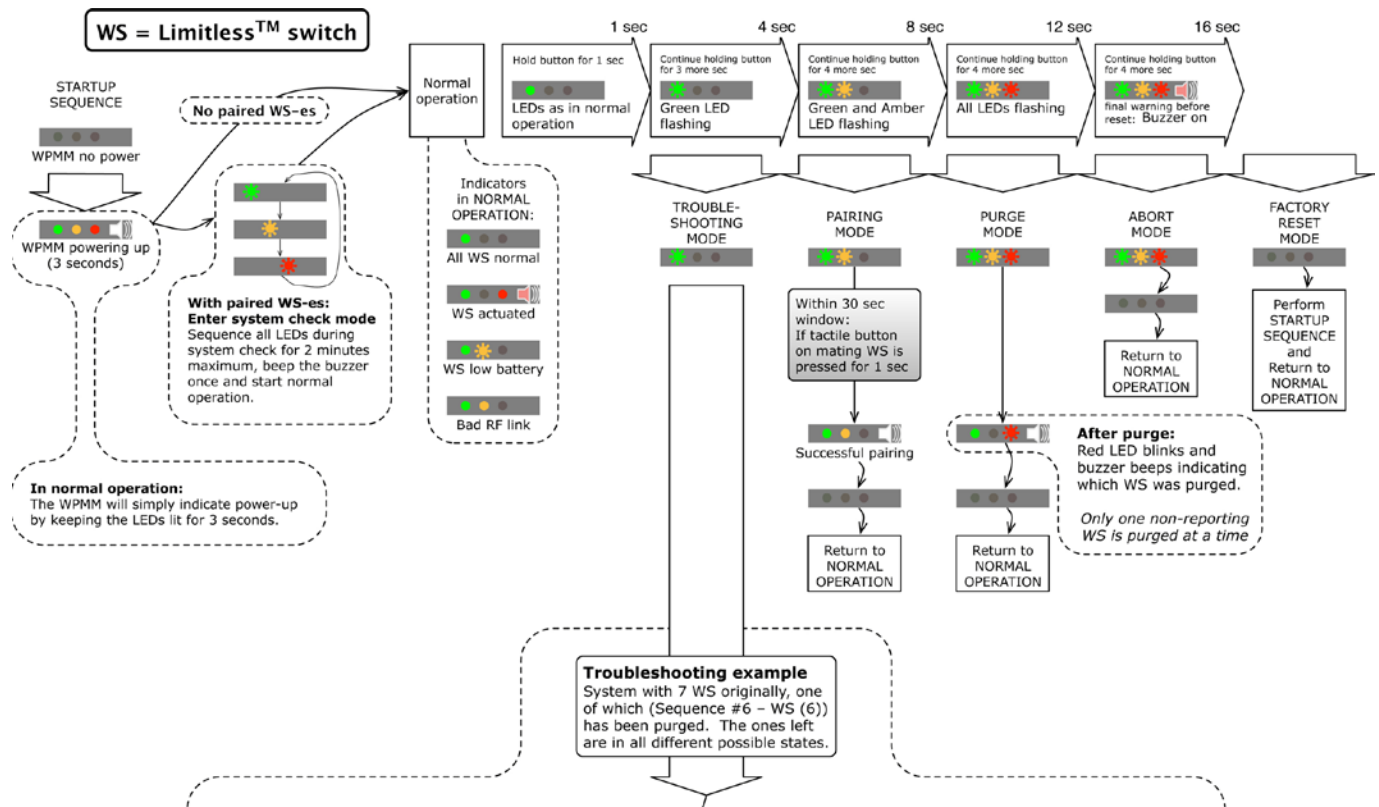 WS = Limitless™ switch
STARTUP
SEQUENCE
WPMM no power
WPMM powering up
(3 seconds)
No paired WS-es
With paired WS-es:
Enter system check mode
Sequence all LEDs during
system check for 2 minutes
maximum, beep the buzzer
once and start normal
operation.
In normal operation:
The WPMM will simply indicate power-up
by keeping the LEDs lit for 3 seconds.
Normal
operation
Indicators
in NORMAL
OPERATION:
All WS normal
WS actuated
WS low battery
Bad RF link
1 sec
4 sec
8 sec
12 sec
16 sec
Hold button for 1 sec
LEDs as in normal
operation
Continue holding button
for 3 more sec
Green LED
flashing
Continue holding button
for 4 more sec
Green and Amber
LED flashing
Continue holding button
for 4 more sec
All LEDs flashing
Continue holding button
for 4 more sec
final warning before
reset: Buzzer on
TROUBLE-
SHOOTING
MODE
PAIRING
MODE
Within 30 sec
window:
If tactile button
on mating WS is
pressed for 1 sec
Successful pairing
Return to
NORMAL
OPERATION
PURGE
MODE
Return to
NORMAL
OPERATION
After purge:
Red LED blinks and
buzzer beeps indicating
which WS was purged.
Only one non-reporting
WS is purged at a time
ABORT
MODE
Return to
NORMAL
OPERATION
FACTORY
RESET
MODE
Perform
STARTUP
SEQUENCE
and
Return to
NORMAL
OPERATION
Troubleshooting example
System with 7 WS originally, one
of which (Sequence #6 – WS (6))
has been purged. The ones left
are in all different possible states.